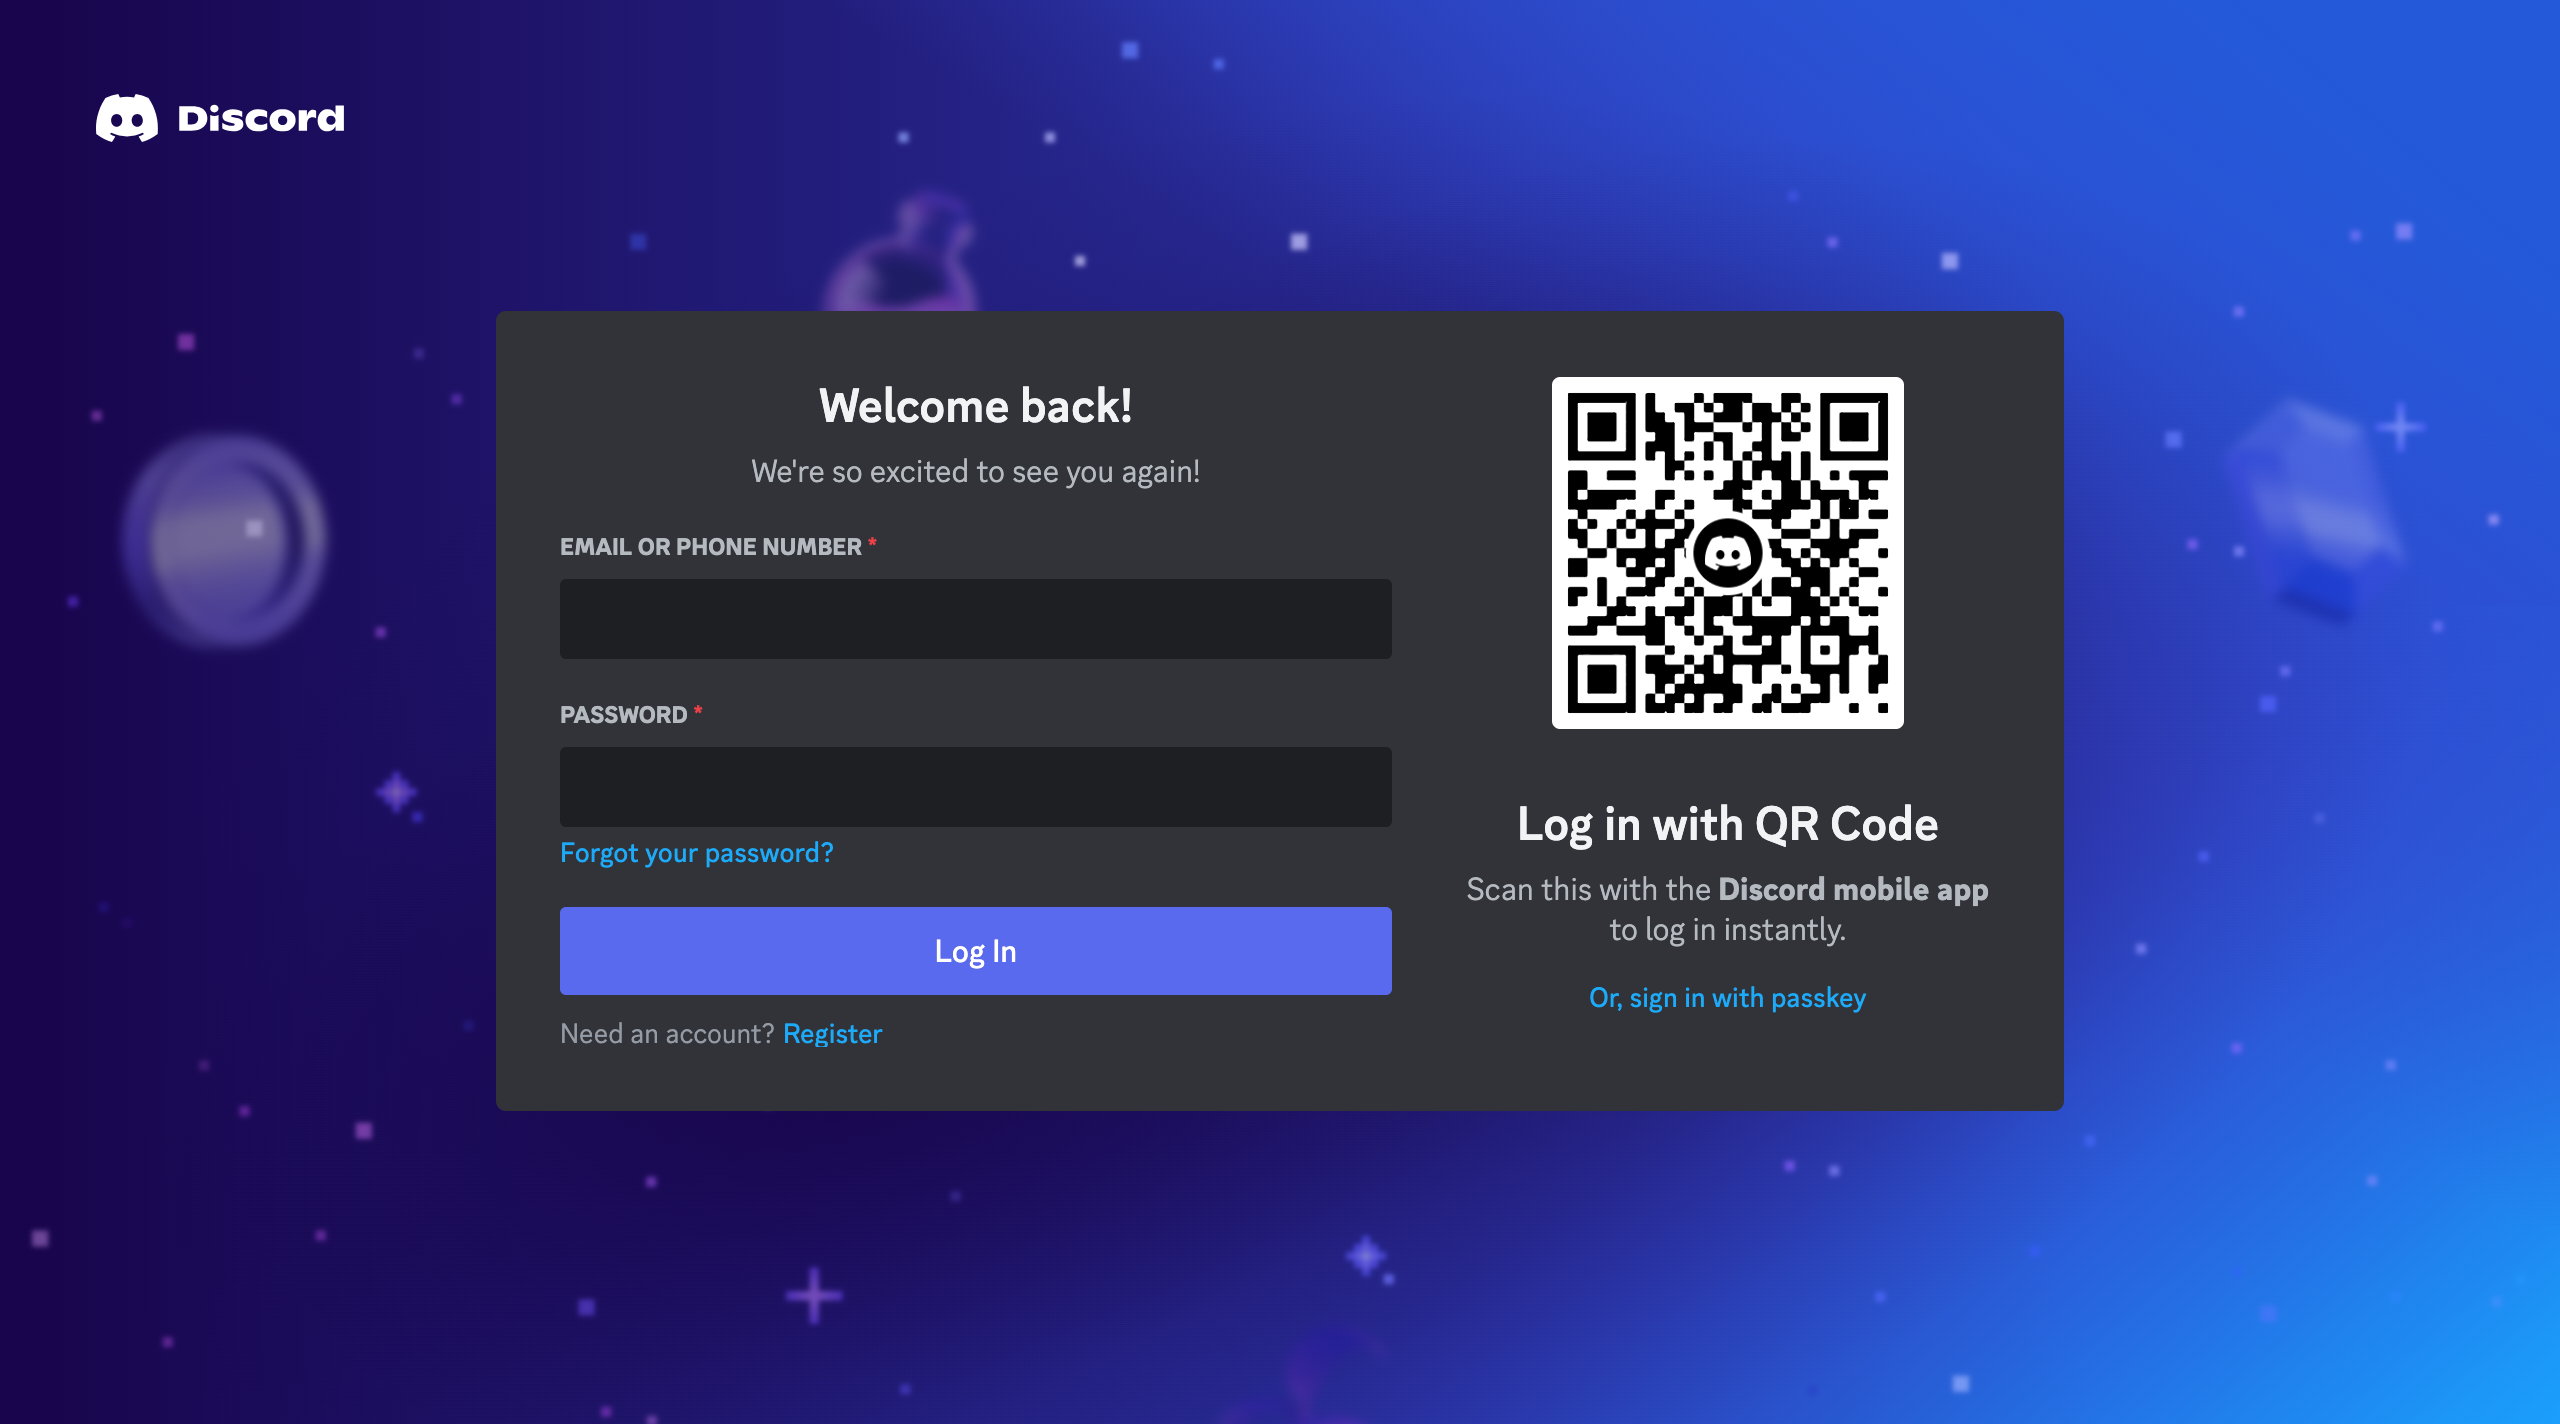 Discord
Welcome back!
We're so excited to see you again!
EMAIL OR PHONE NUMBER *
PASSWORD *
Forgot your password?
Log In
Need an account? Register
Log in with QR Code
Scan this with the Discord mobile app
to log in instantly.
Or, sign in with passkey